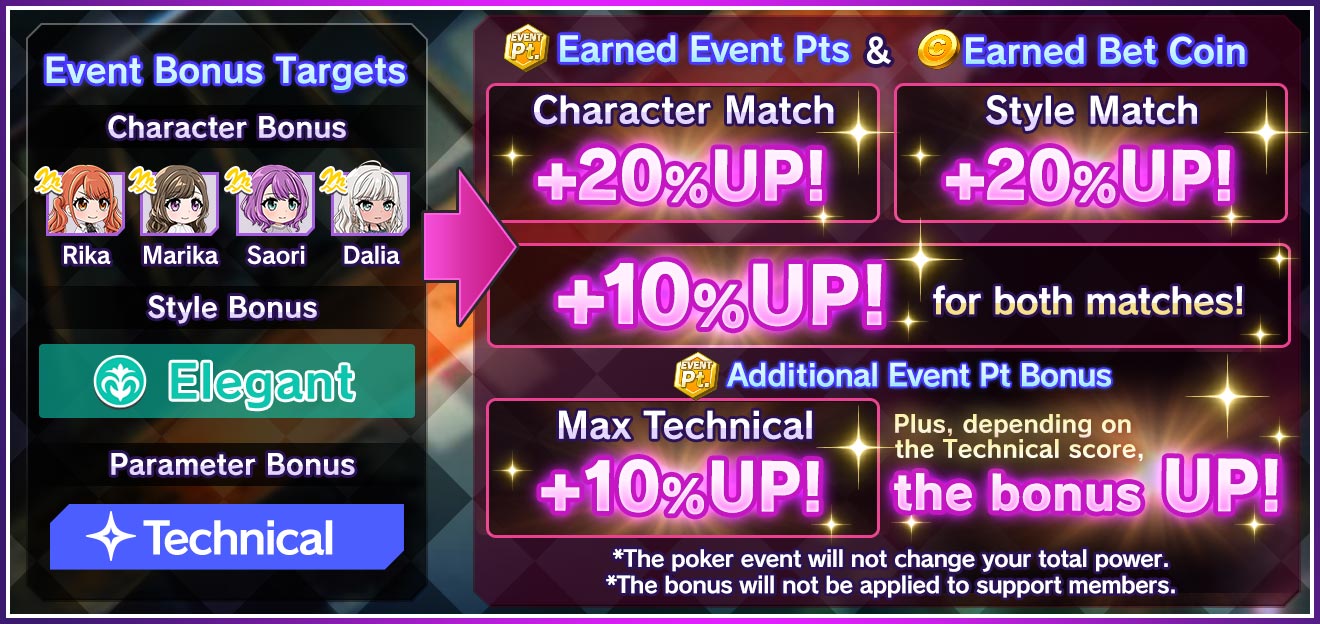 Event Bonus Targets
Character Bonus
Rika
Marika
Saori
Dalia
Style Bonus
Elegant
Parameter Bonus
Technical
EVENT
Pt.
Earned Event Pts &
C
Earned Bet Coin
Character Match
+20%UP!
Style Match
+20%UP!
+10%UP!
for both matches!
EVENT
Pt.
Additional Event Pt Bonus
Max Technical
+10%UP!
Plus, depending on
the Technical score,
the bonus UP!
*The poker event will not change your total power.
*The bonus will not be applied to support members.